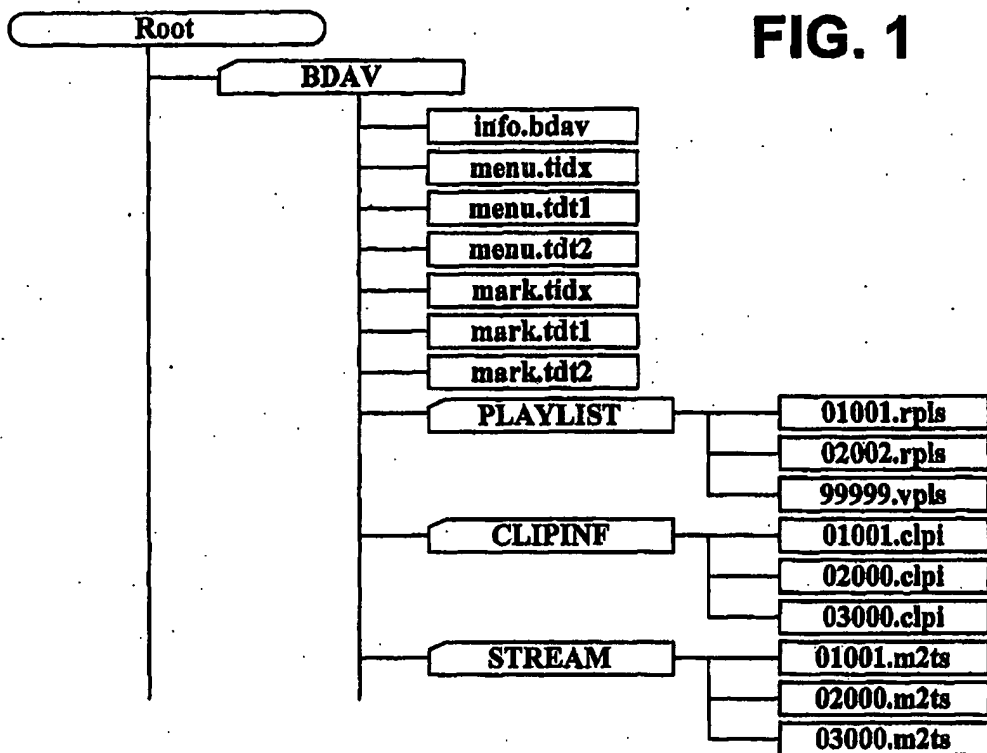 FIG. 1
Root
BDAV
info.bdav
menu.tidx
menu.tdt1
menu.tdt2
mark.tidx
mark.tdt1
mark.tdt2
PLAYLIST
01001.rpls
02002.rpls
99999.vpls
CLIPINF
01001.clpi
02000.clpi
03000.clpi
STREAM
01001.m2ts
02000.m2ts
03000.m2ts